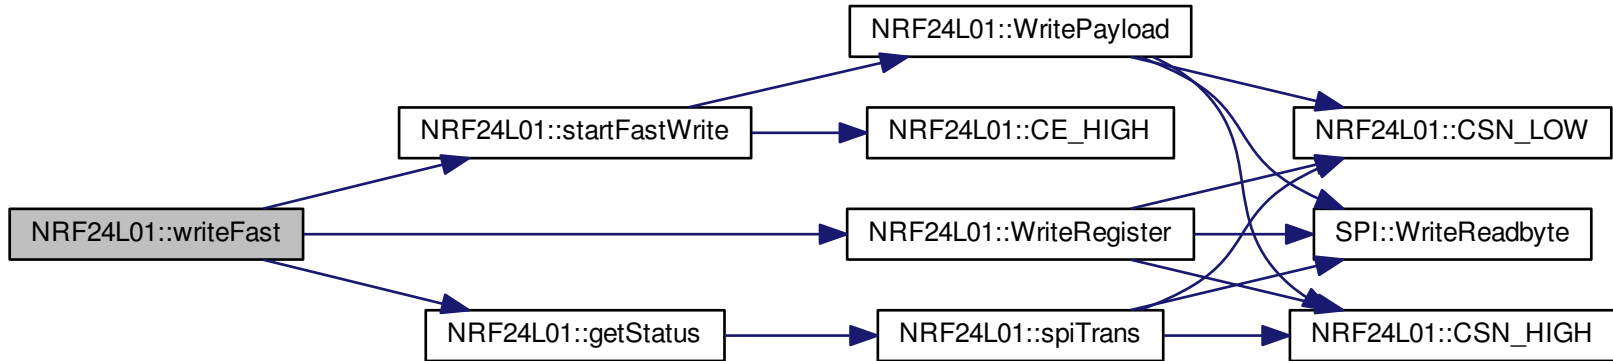 NRF24L01::writeFast
NRF24L01::startFastWrite
NRF24L01::getStatus
NRF24L01::WritePayload
NRF24L01::CE_HIGH
NRF24L01::WriteRegister
NRF24L01::spiTrans
NRF24L01::CSN_LOW
SPI::WriteReadbyte
NRF24L01::CSN_HIGH